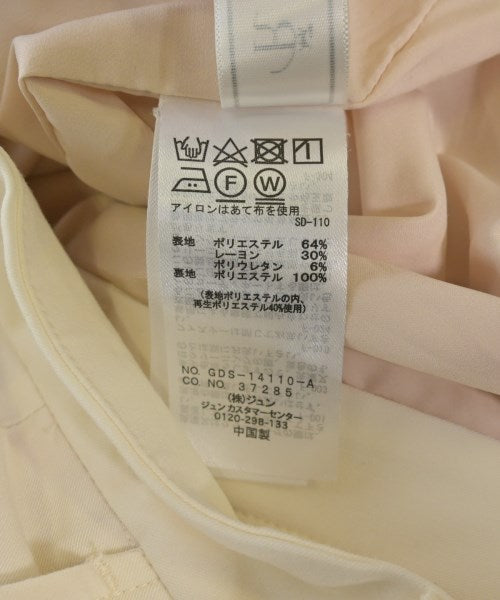 F W
アイロンはあて布を使用
SD-110
表地 ポリエステル 64%
レーヨン 30%
ポリウレタン 6%
裏地 ポリエステル 100%
(表地ポリエステルの内、
再生ポリエステル40%使用)
NO. GDS-14110-A
CO. NO. 37285
(株)ジュン
ジュンカスタマーセンター
0120-298-133
中国製